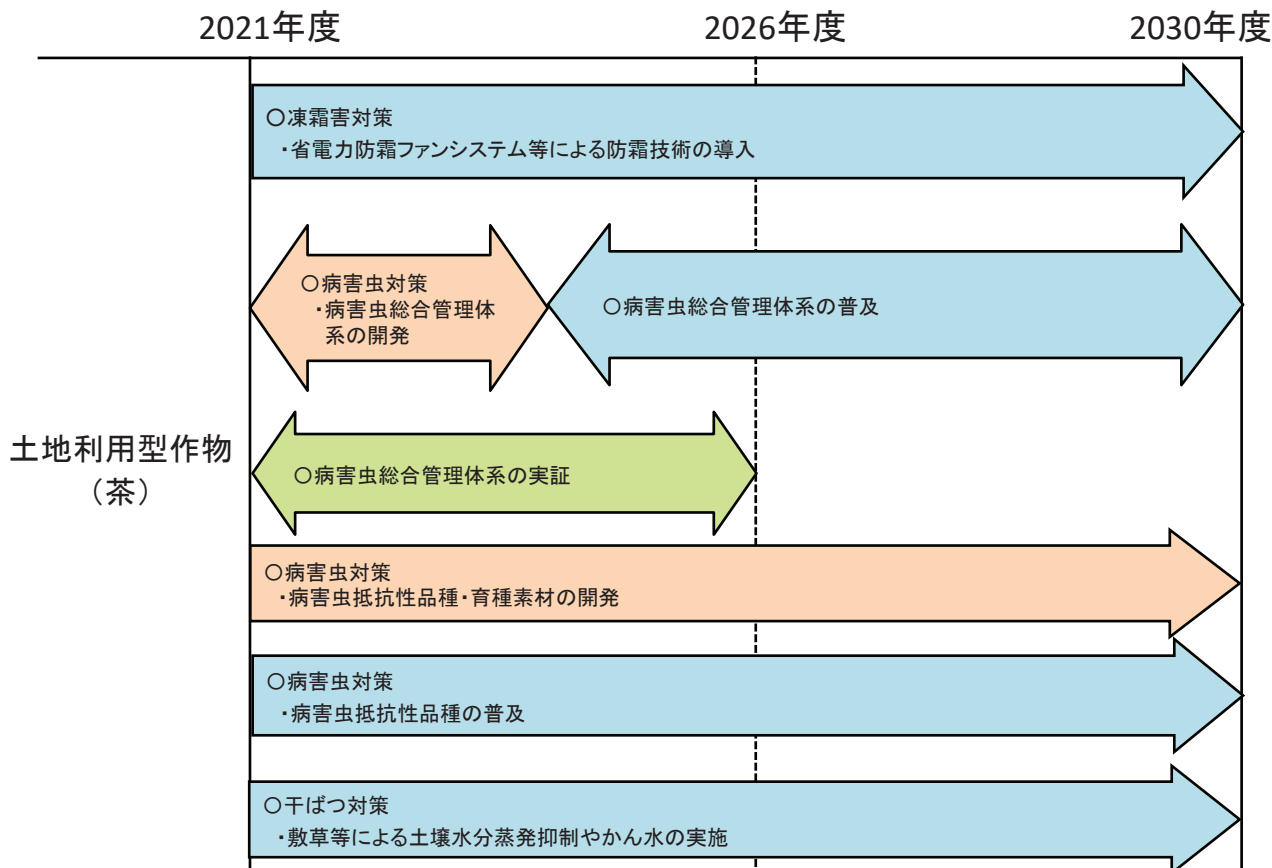 2021年度
2026年度
2030年度
○凍霜害対策
・省電力防霜ファンシステム等による防霜技術の導入
○病害虫対策
・病害虫総合管理体
系の開発
○病害虫総合管理体系の普及
土地利用型作物
（茶）
○病害虫総合管理体系の実証
○病害虫対策
・病害虫抵抗性品種・育種素材の開発
○病害虫対策
・病害虫抵抗性品種の普及
○干ばつ対策
・敷草等による土壌水分蒸発抑制やかん水の実施